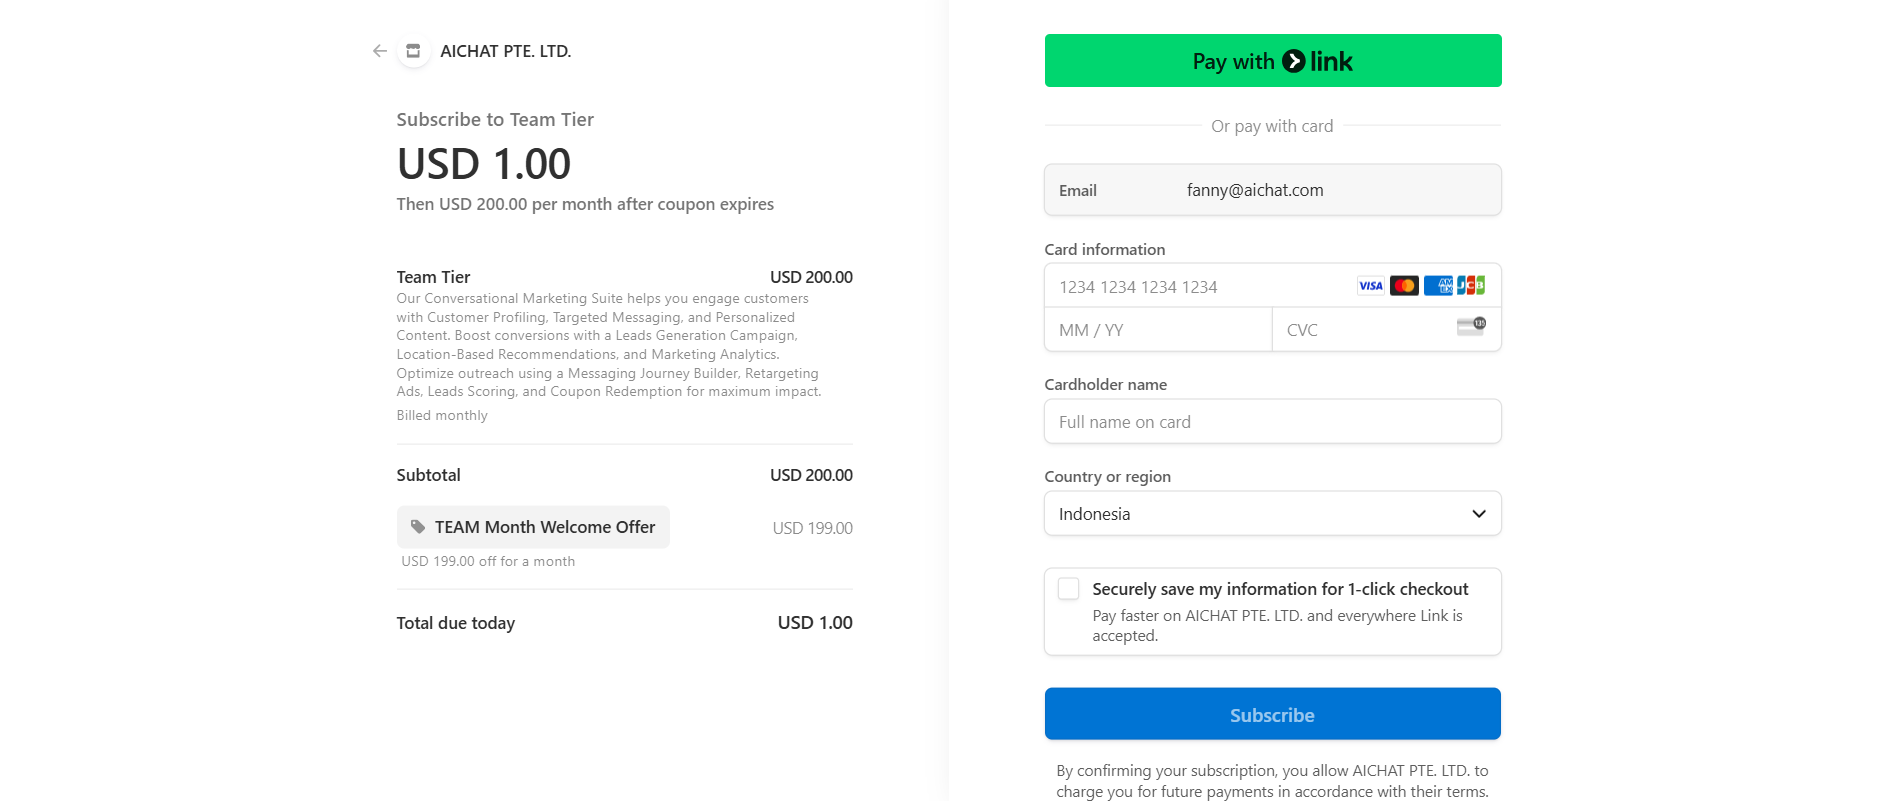 AICHAT PTE. LTD.
Subscribe to Team Tier
USD 1.00
Then USD 200.00 per month after coupon expires
Team Tier USD 200.00
Our Conversational Marketing Suite helps you engage customers
with Customer Profiling, Targeted Messaging, and Personalized
Content. Boost conversions with a Leads Generation Campaign,
Location-Based Recommendations, and Marketing Analytics.
Optimize outreach using a Messaging Journey Builder, Retargeting
Ads, Leads Scoring, and Coupon Redemption for maximum impact.
Billed monthly
Subtotal USD 200.00
TEAM Month Welcome Offer USD 199.00
USD 199.00 off for a month
Total due today USD 1.00
Pay with link
Or pay with card
Email fanny@aichat.com
Card information
1234 1234 1234 1234 VISA AMEX JCB
MM / YY CVC 135
Cardholder name
Full name on card
Country or region
Indonesia
Securely save my information for 1-click checkout
Pay faster on AICHAT PTE. LTD. and everywhere Link is
accepted.
Subscribe
By confirming your subscription, you allow AICHAT PTE. LTD. to
charge you for future payments in accordance with their terms.